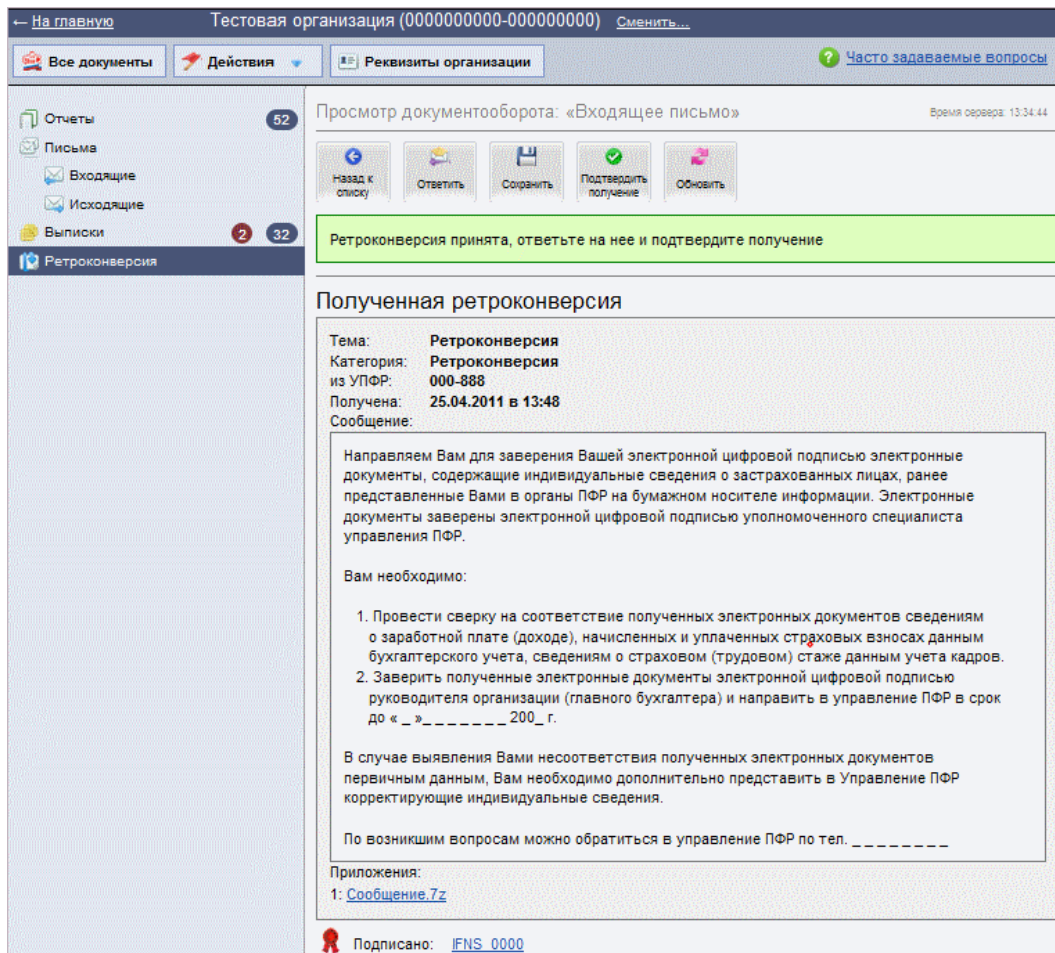 ← На главную Тестовая организация (0000000000-000000000) Сменить...
Все документы Действия Реквизиты организации Часто задаваемые вопросы
Отчеты 52
Письма
Входящие
Исходящие
Выписки 2 32
Ретроконверсия
Просмотр документооборота: «Входящее письмо» Время сервера: 13:34:44
Назад к списку Ответить Сохранить Подтвердить получение Обновить
Ретроконверсия принята, ответьте на нее и подтвердите получение
Полученная ретроконверсия
Тема: Ретроконверсия
Категория: Ретроконверсия
из УПФР: 000-888
Получена: 25.04.2011 в 13:48
Сообщение:
Направляем Вам для заверения Вашей электронной цифровой подписью электронные
документы, содержащие индивидуальные сведения о застрахованных лицах, ранее
представленные Вами в органы ПФР на бумажном носителе информации. Электронные
документы заверены электронной цифровой подписью уполномоченного специалиста
управления ПФР.
Вам необходимо:
1. Провести сверку на соответствие полученных электронных документов сведениям
о заработной плате (доходе), начисленных и уплаченных страховых взносах данным
бухгалтерского учета, сведениям о страховом (трудовом) стаже данным учета кадров.
2. Заверить полученные электронные документы электронной цифровой подписью
руководителя организации (главного бухгалтера) и направить в управление ПФР в срок
до « _ »_ _ _ _ _ _ _ 200_ г.
В случае выявления Вами несоответствия полученных электронных документов
первичным данным, Вам необходимо дополнительно представить в Управление ПФР
корректирующие индивидуальные сведения.
По возникшим вопросам можно обратиться в управление ПФР по тел. _ _ _ _ _ _ _ _
Приложения:
1: Сообщение.7z
Подписано: IFNS_0000